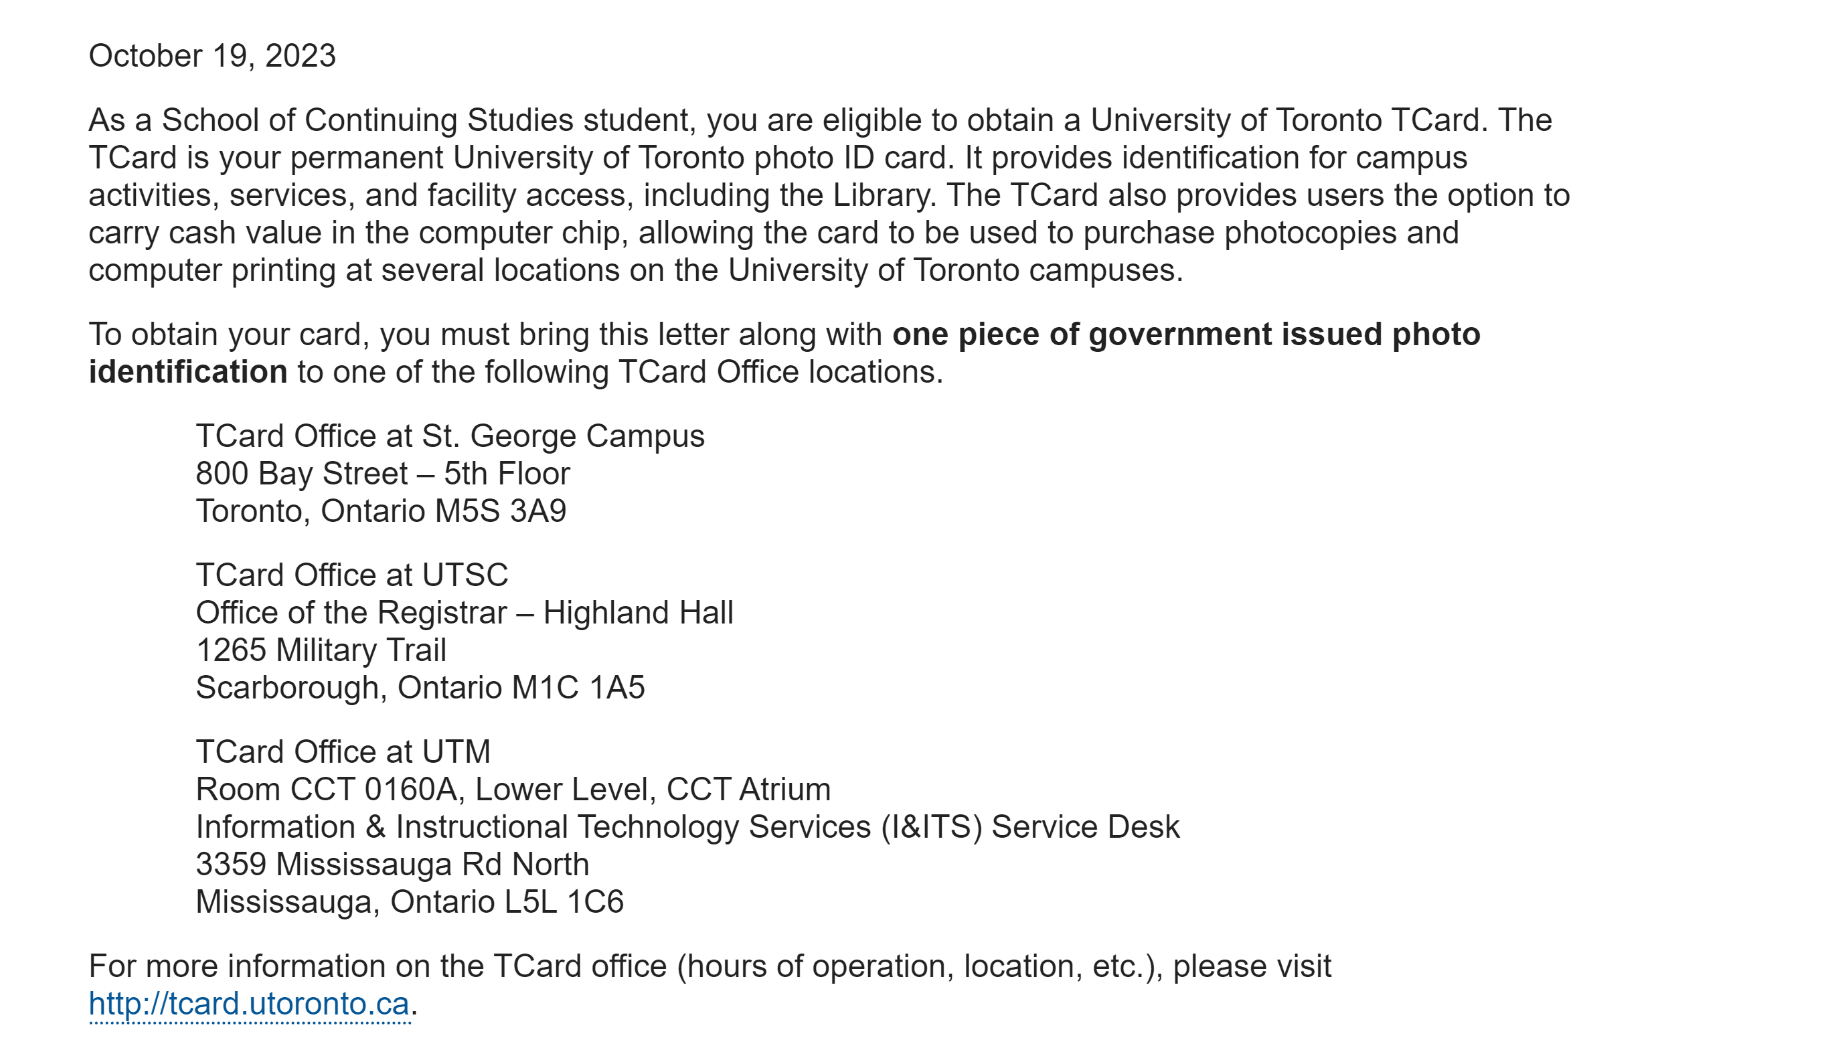 October 19, 2023
As a School of Continuing Studies student, you are eligible to obtain a University of Toronto TCard. The
TCard is your permanent University of Toronto photo ID card. It provides identification for campus
activities, services, and facility access, including the Library. The TCard also provides users the option to
carry cash value in the computer chip, allowing the card to be used to purchase photocopies and
computer printing at several locations on the University of Toronto campuses.
To obtain your card, you must bring this letter along with one piece of government issued photo
identification to one of the following TCard Office locations.
TCard Office at St. George Campus
800 Bay Street – 5th Floor
Toronto, Ontario M5S 3A9
TCard Office at UTSC
Office of the Registrar – Highland Hall
1265 Military Trail
Scarborough, Ontario M1C 1A5
TCard Office at UTM
Room CCT 0160A, Lower Level, CCT Atrium
Information & Instructional Technology Services (I&ITS) Service Desk
3359 Mississauga Rd North
Mississauga, Ontario L5L 1C6
For more information on the TCard office (hours of operation, location, etc.), please visit
http://tcard.utoronto.ca.